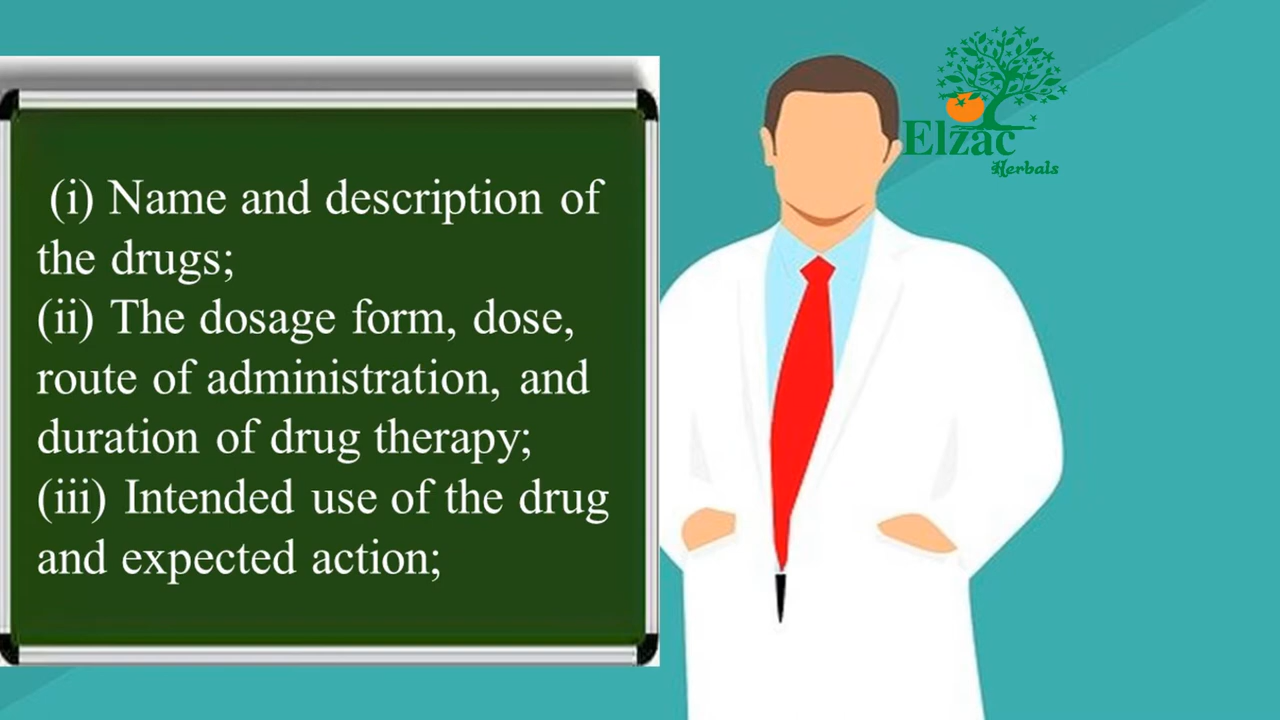 (i) Name and description of
the drugs;
(ii) The dosage form, dose,
route of administration, and
duration of drug therapy;
(iii) Intended use of the drug
and expected action;
Elzac
Herbals